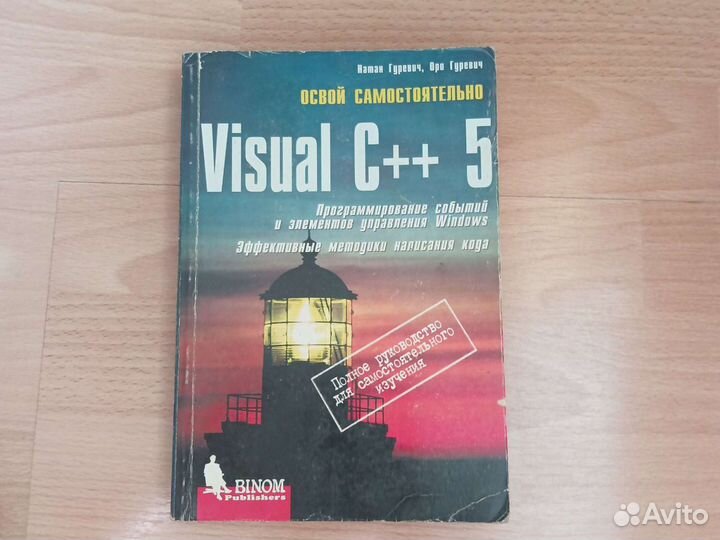 Натан Гуревич, Ори Гуревич
ОСВОЙ САМОСТОЯТЕЛЬНО
Visual C++ 5
Программирование событий
и элементов управления Windows
Эффективные методики написания кода
Полное руководство
для самостоятельного
изучения
BINOM
Publishers
Avito